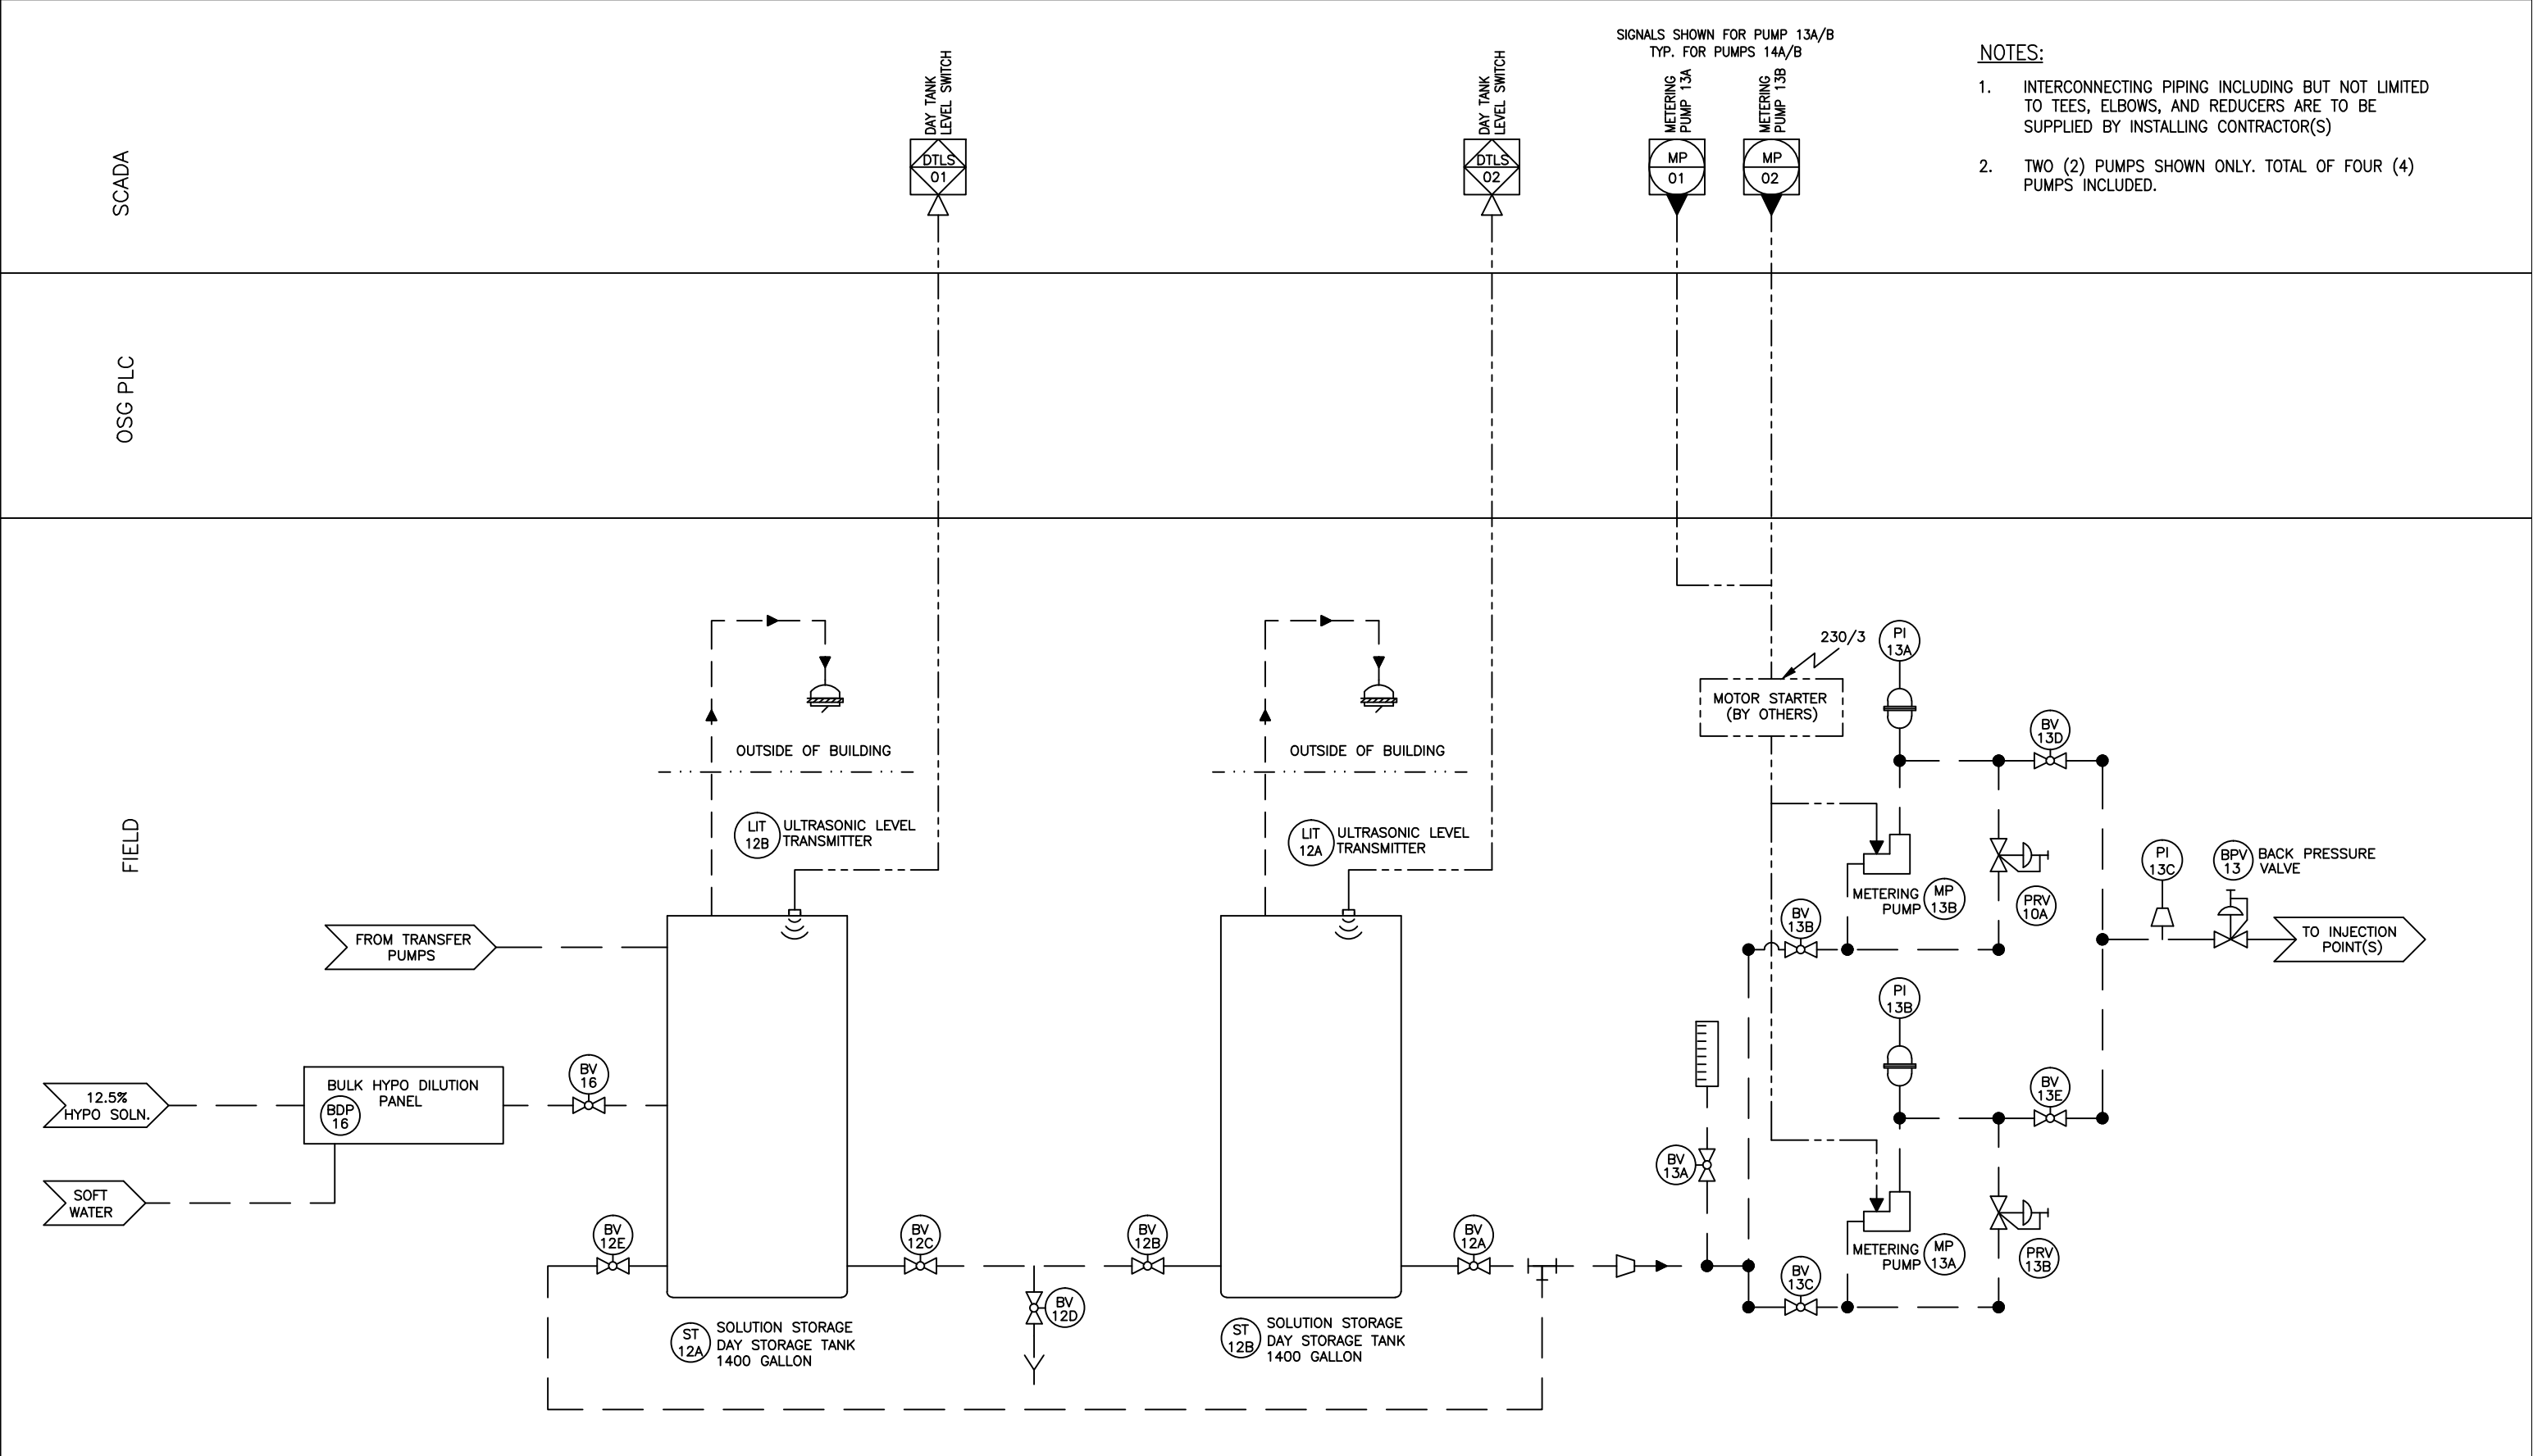 SIGNALS SHOWN FOR PUMP 13A/B
TYP. FOR PUMPS 14A/B
DAY TANK
LEVEL SWITCH
DTLS
01
DAY TANK
LEVEL SWITCH
DTLS
02
METERING
PUMP 13A
MP
01
METERING
PUMP 13B
MP
02
NOTES:
1. INTERCONNECTING PIPING INCLUDING BUT NOT LIMITED
TO TEES, ELBOWS, AND REDUCERS ARE TO BE
SUPPLIED BY INSTALLING CONTRACTOR(S)
2. TWO (2) PUMPS SHOWN ONLY. TOTAL OF FOUR (4)
PUMPS INCLUDED.
SCADA
OSG PLC
FIELD
OUTSIDE OF BUILDING
LIT
12B
ULTRASONIC LEVEL
TRANSMITTER
OUTSIDE OF BUILDING
LIT
12A
ULTRASONIC LEVEL
TRANSMITTER
230/3
MOTOR STARTER
(BY OTHERS)
PI
13A
BV
13D
METERING
PUMP
MP
13B
PRV
10A
BV
13B
PI
13C
BPV
13
BACK PRESSURE
VALVE
TO INJECTION
POINT(S)
FROM TRANSFER
PUMPS
12.5%
HYPO SOLN.
BULK HYPO DILUTION
PANEL
BDP
16
BV
16
SOFT
WATER
PI
13B
BV
13E
BV
13A
METERING
PUMP
MP
13A
PRV
13B
BV
13C
BV
12E
BV
12C
BV
12B
BV
12A
BV
12D
ST
12A
SOLUTION STORAGE
DAY STORAGE TANK
1400 GALLON
ST
12B
SOLUTION STORAGE
DAY STORAGE TANK
1400 GALLON